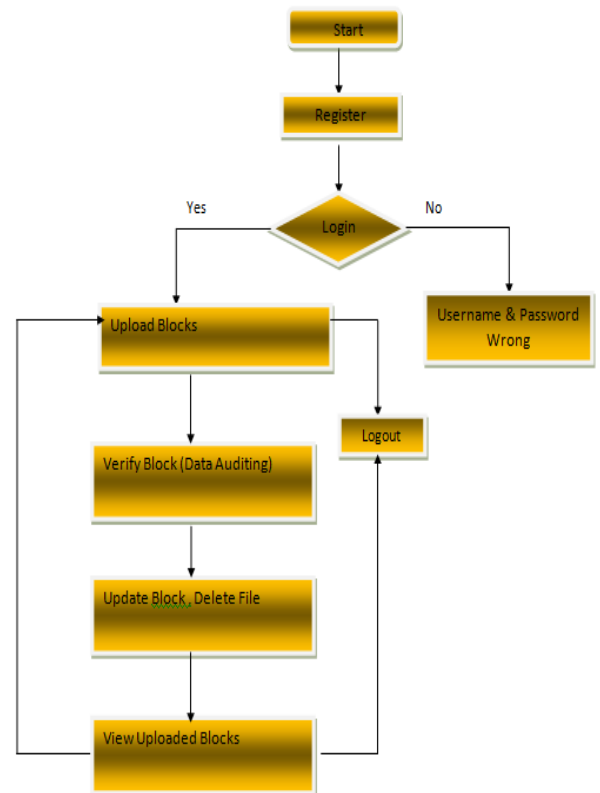 Start
Register
Yes
No
Login
Upload Blocks
Username & Password
Wrong
Logout
Verify Block (Data Auditing)
Update Block , Delete File
View Uploaded Blocks